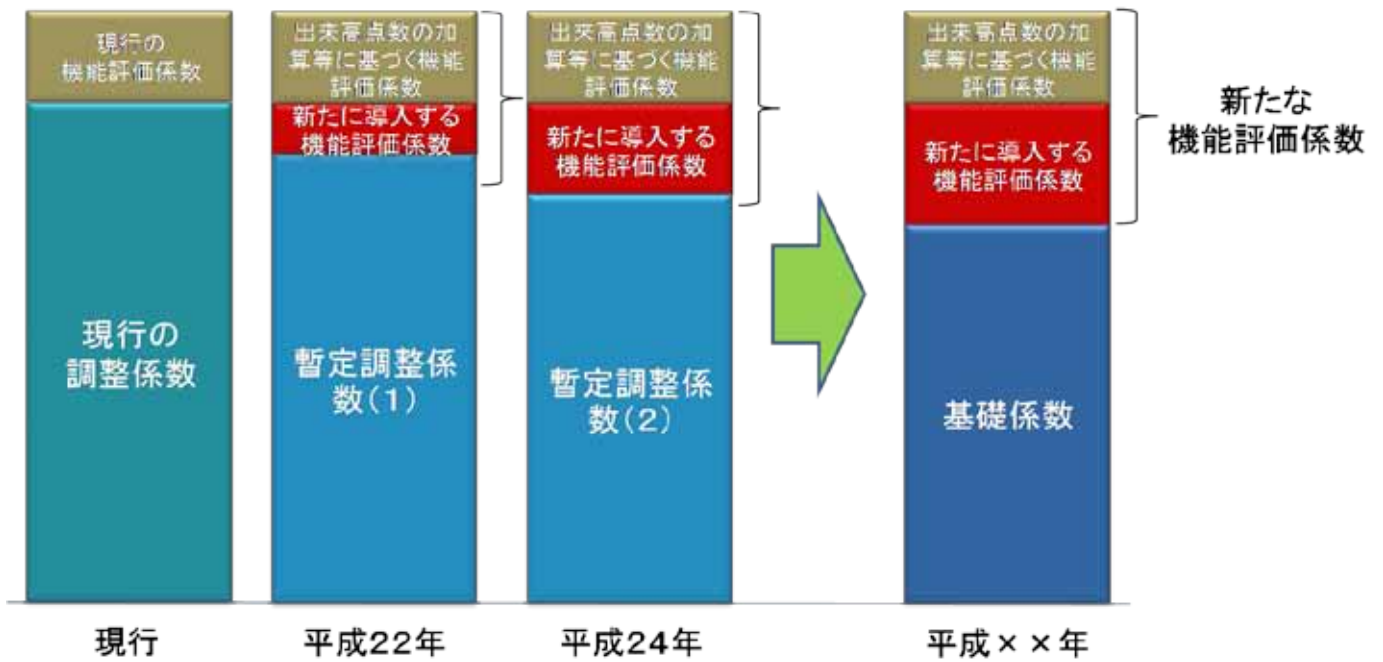 現行の
機能評価係数
現行の
調整係数
現行
出来高点数の加
算等に基づく機能
評価係数
新たに導入する
機能評価係数
暫定調整係
数(1)
平成22年
出来高点数の加
算等に基づく機能
評価係数
新たに導入する
機能評価係数
暫定調整係
数(2)
平成24年
出来高点数の加
算等に基づく機能
評価係数
新たに導入する
機能評価係数
基礎係数
平成××年
新たな
機能評価係数